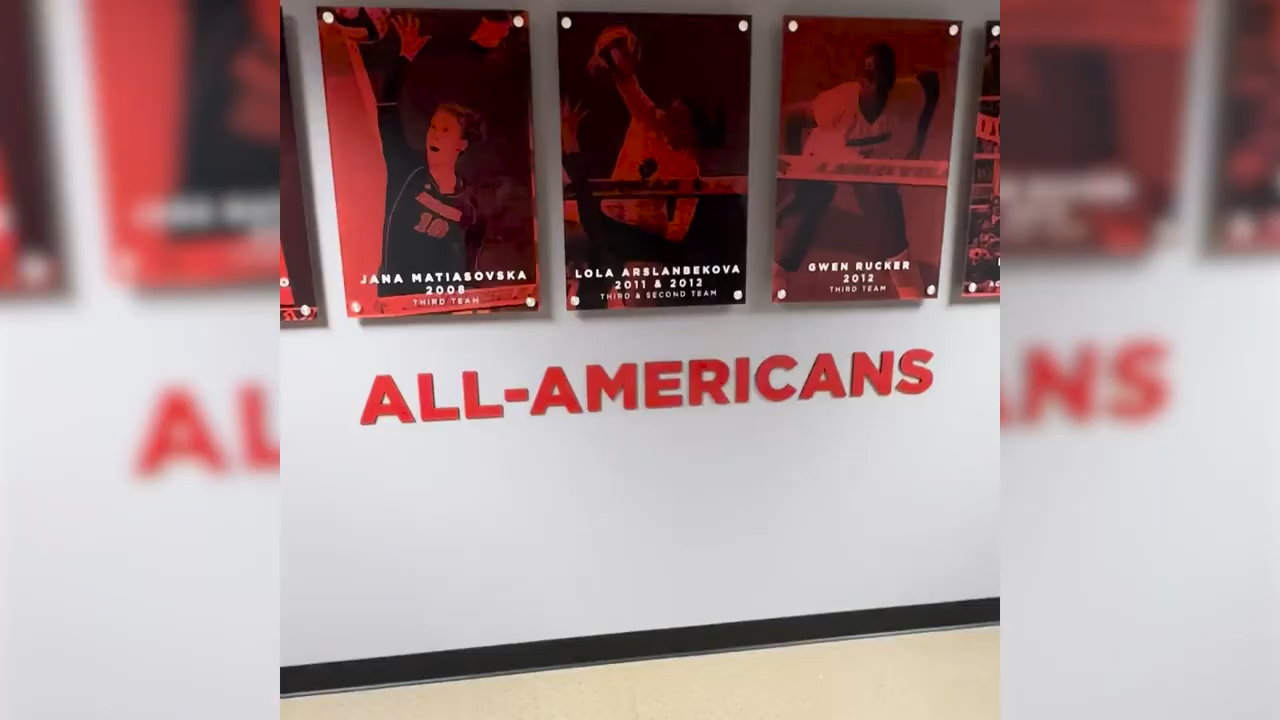 JANA MATIASOVSKA
2008
THIRD TEAM
LOLA ARSLANBEKOVA
2011 & 2012
THIRD & SECOND TEAM
GWEN RUCKER
2012
THIRD TEAM
10
ALL-AMERICANS